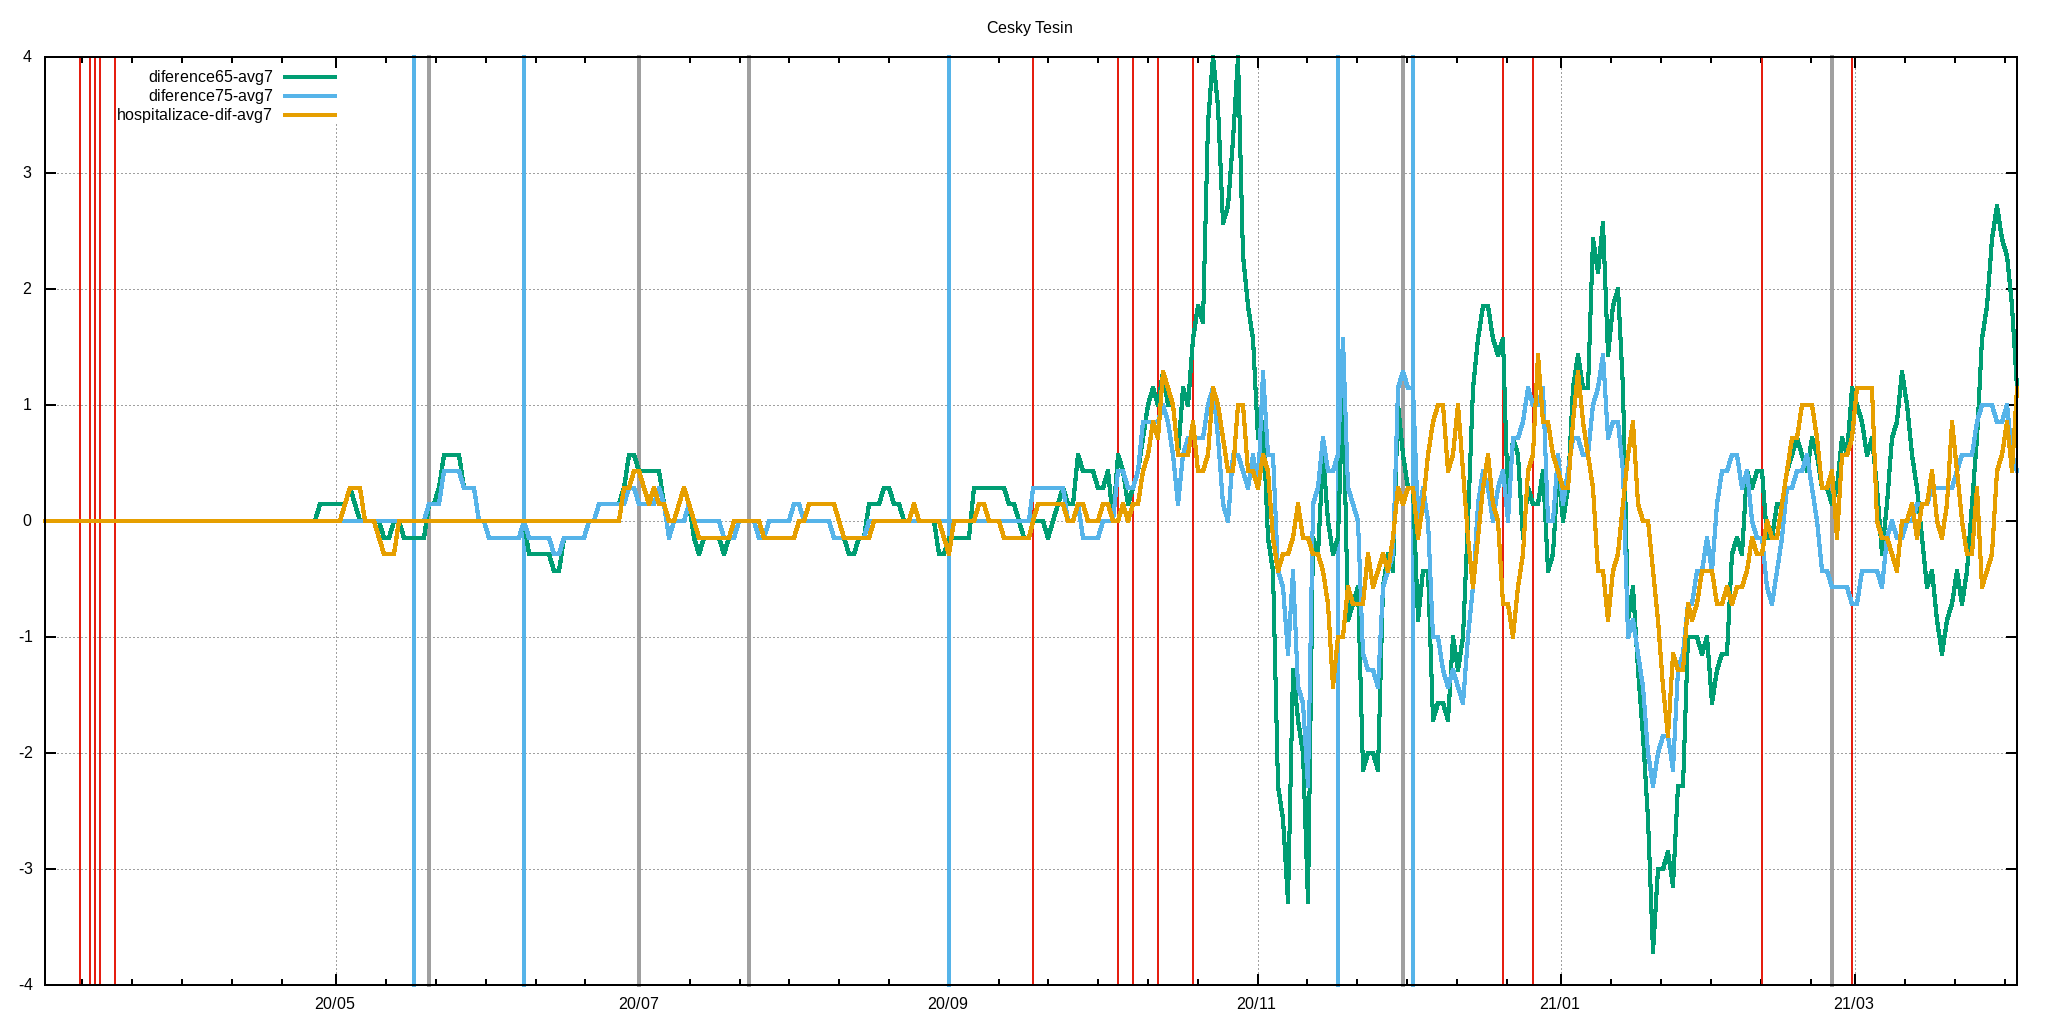 Cesky Tesin
diference65-avg7
diference75-avg7
hospitalizace-dif-avg7
4
3
2
1
0
-1
-2
-3
-4
20/05 20/07 20/09 20/11 21/01 21/03